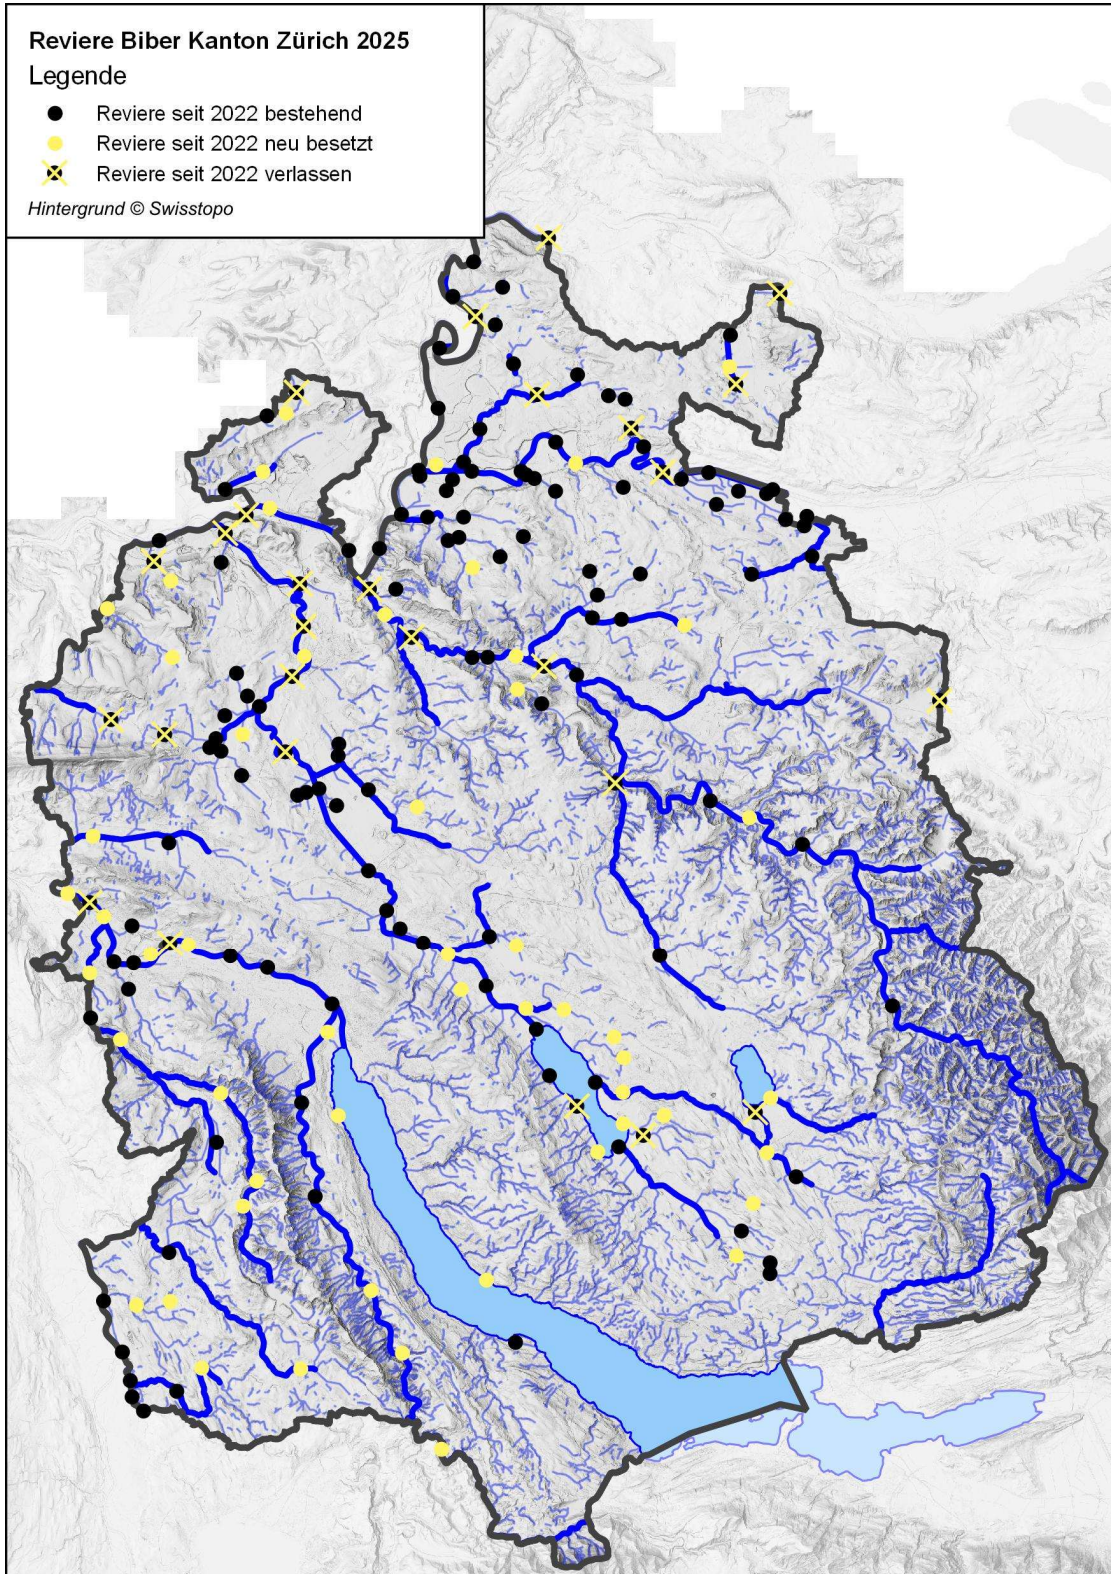 Reviere Biber Kanton Zürich 2025
Legende
Reviere seit 2022 bestehend
Reviere seit 2022 neu besetzt
Reviere seit 2022 verlassen
Hintergrund © Swisstopo